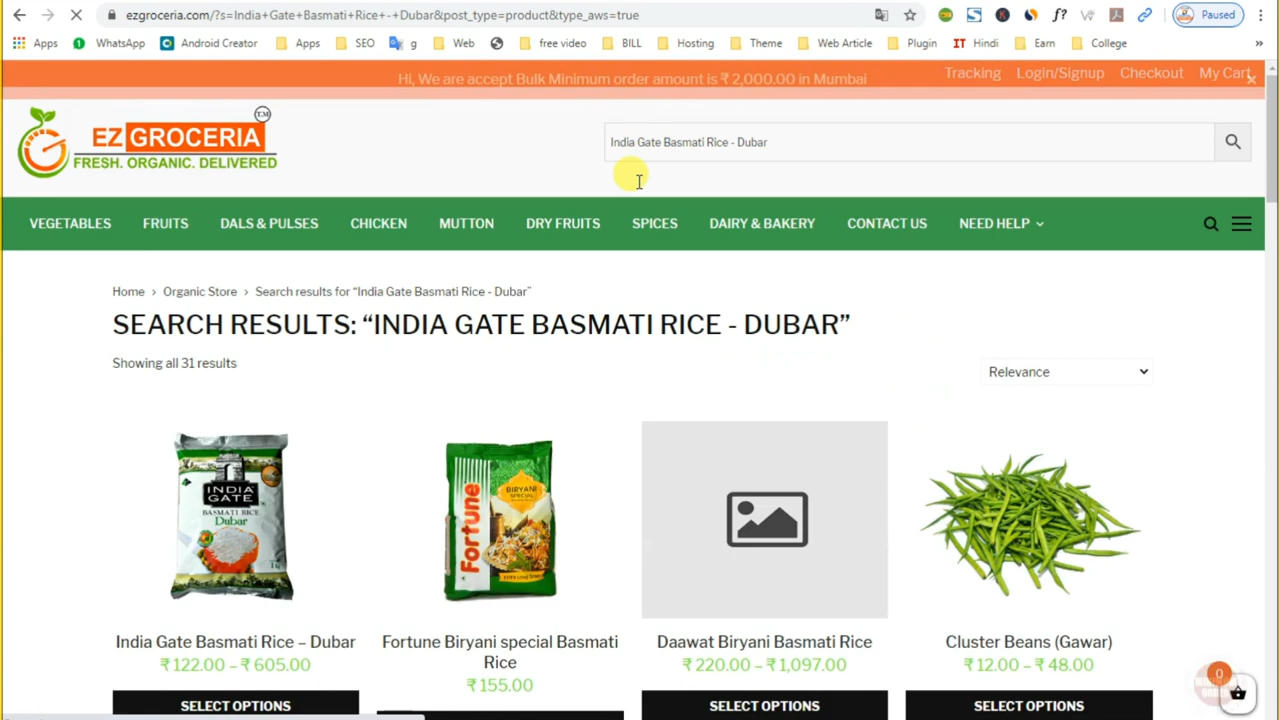 ezgroceria.com/?s=India+Gate+Basmati+Rice+-+Dubar&post_type=product&type_aws=true
Paused
Apps WhatsApp Android Creator Apps SEO g Web free video BILL Hosting Theme Web Article Plugin IT Hindi Earn College »
Hi, We are accept Bulk Minimum order amount is ₹ 2,000.00 in Mumbai
Tracking Login/Signup Checkout My Cart
EZ GROCERIA T.M
FRESH. ORGANIC. DELIVERED
India Gate Basmati Rice - Dubar
VEGETABLES FRUITS DALS & PULSES CHICKEN MUTTON DRY FRUITS SPICES DAIRY & BAKERY CONTACT US NEED HELP
Home › Organic Store › Search results for “India Gate Basmati Rice - Dubar”
SEARCH RESULTS: “INDIA GATE BASMATI RICE - DUBAR”
Showing all 31 results
Relevance
INDIA
GATE
BASMATI RICE
Dubar
Fortune
BIRYANI
SPECIAL
India Gate Basmati Rice – Dubar
₹ 122.00 – ₹ 605.00
SELECT OPTIONS
Fortune Biryani special Basmati
Rice
₹ 155.00
Daawat Biryani Basmati Rice
₹ 220.00 – ₹ 1,097.00
SELECT OPTIONS
Cluster Beans (Gawar)
₹ 12.00 – ₹ 48.00
SELECT OPTIONS
0